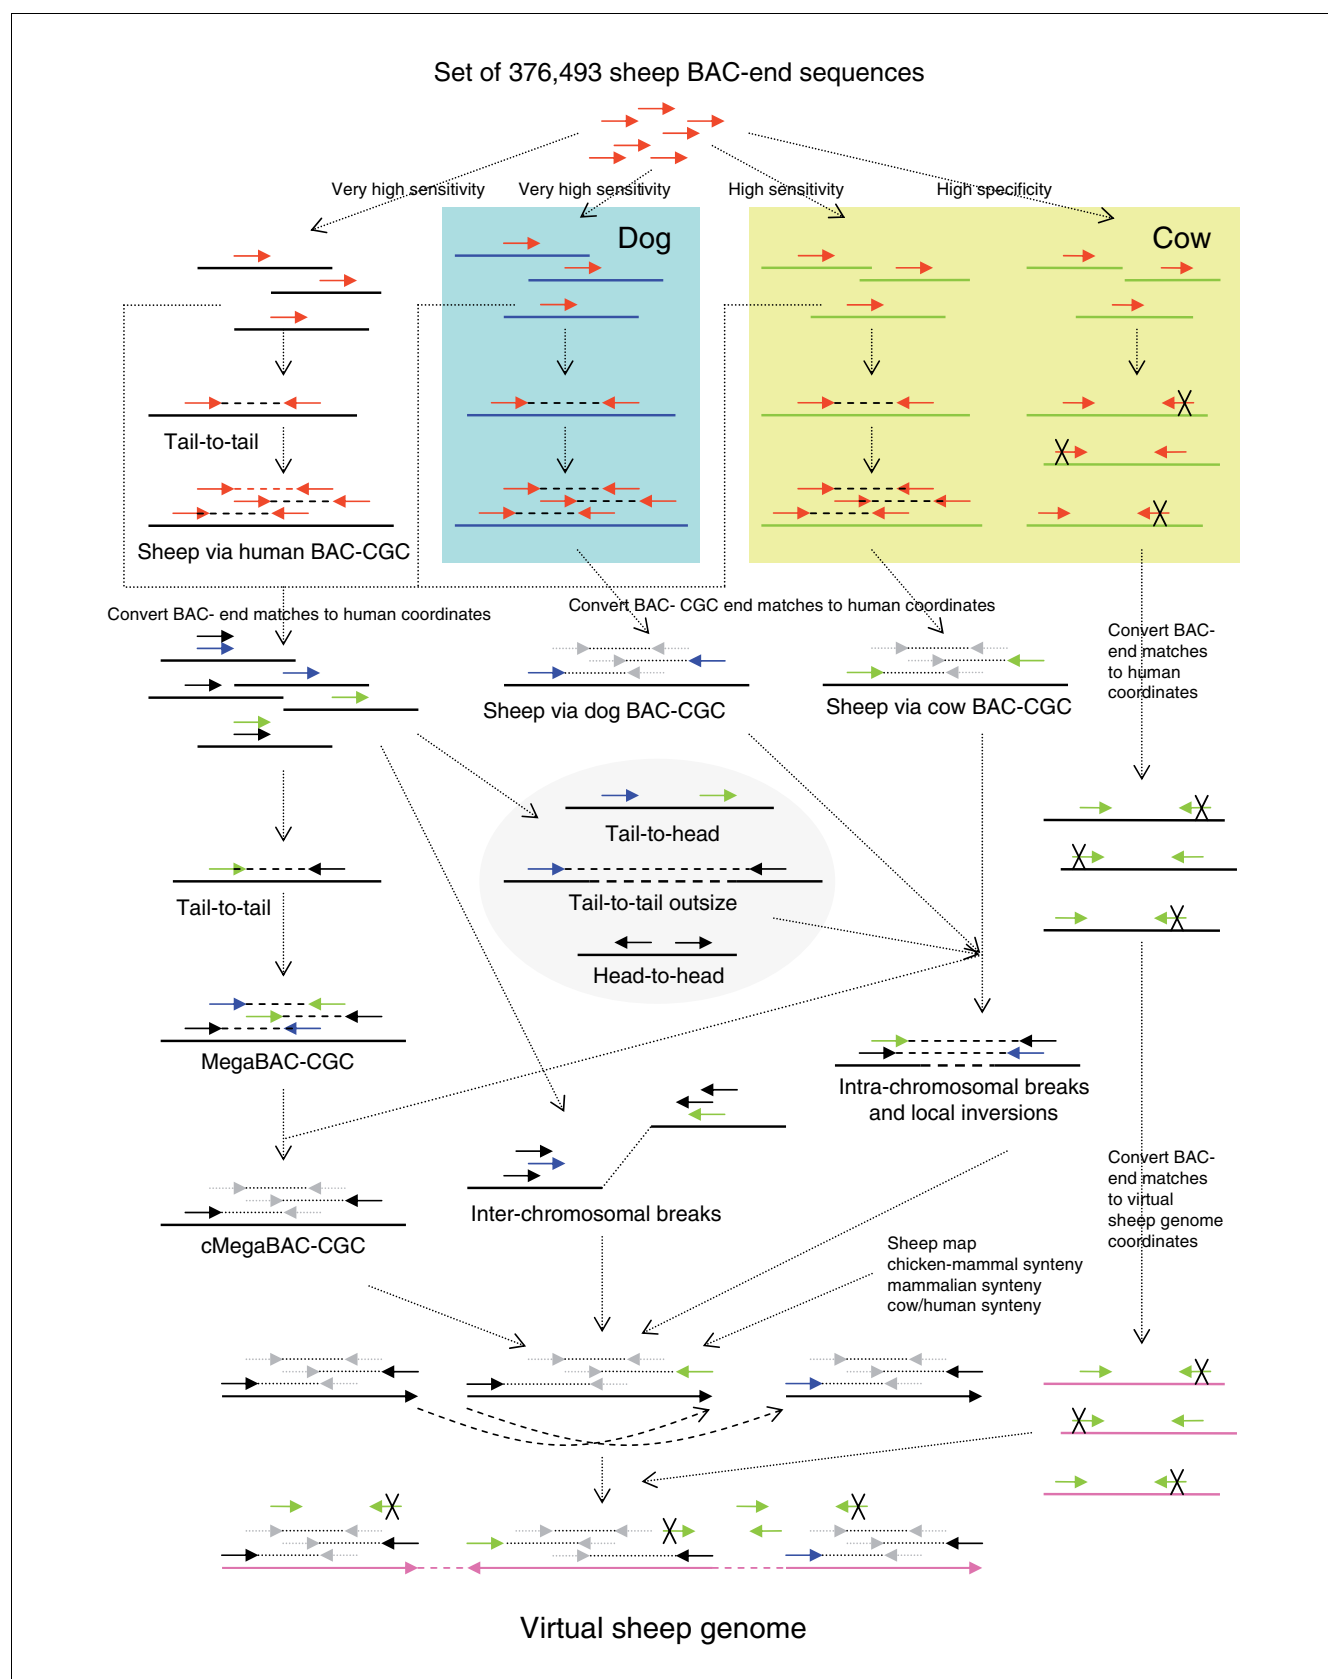 Set of 376,493 sheep BAC-end sequences
Very high sensitivity
Very high sensitivity
High sensitivity
High specificity
Dog
Cow
Tail-to-tail
Sheep via human BAC-CGC
Convert BAC- end matches to human coordinates
Convert BAC- CGC end matches to human coordinates
Convert BAC-
end matches
to human
coordinates
Sheep via dog BAC-CGC
Sheep via cow BAC-CGC
Tail-to-head
Tail-to-tail
Tail-to-tail outsize
Head-to-head
MegaBAC-CGC
Intra-chromosomal breaks
and local inversions
Convert BAC-
end matches
to virtual
sheep genome
coordinates
Inter-chromosomal breaks
cMegaBAC-CGC
Sheep map
chicken-mammal synteny
mammalian synteny
cow/human synteny
Virtual sheep genome